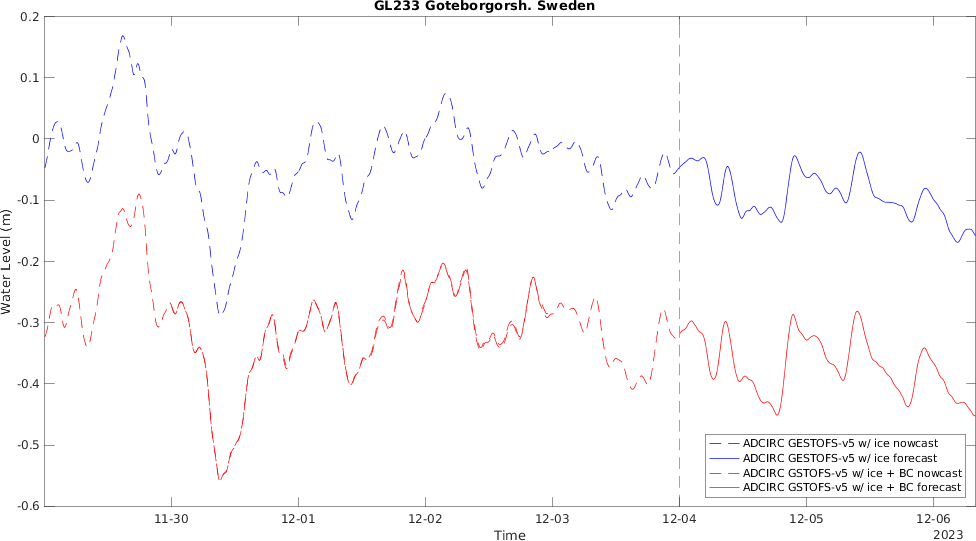 GL233 Goteborgorsh. Sweden
0.2
0.1
0
-0.1
-0.2
-0.3
-0.4
-0.5
-0.6
Water Level (m)
ADCIRC GESTOFS-v5 w/ ice nowcast
ADCIRC GESTOFS-v5 w/ ice forecast
ADCIRC GSTOFS-v5 w/ ice + BC nowcast
ADCIRC GSTOFS-v5 w/ ice + BC forecast
11-30 12-01 12-02 12-03 12-04 12-05 12-06
Time
2023